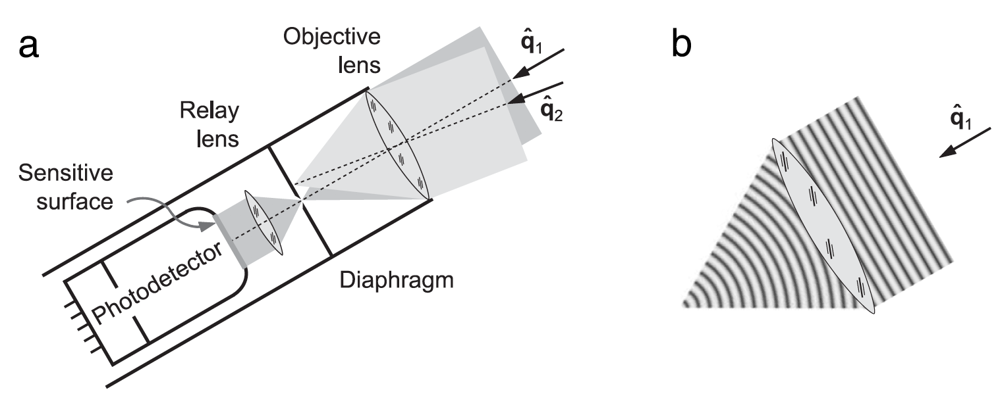 a
Objective
lens
q̂₁
q̂₂
Relay
lens
Sensitive
surface
Photodetector
Diaphragm
b
q̂₁